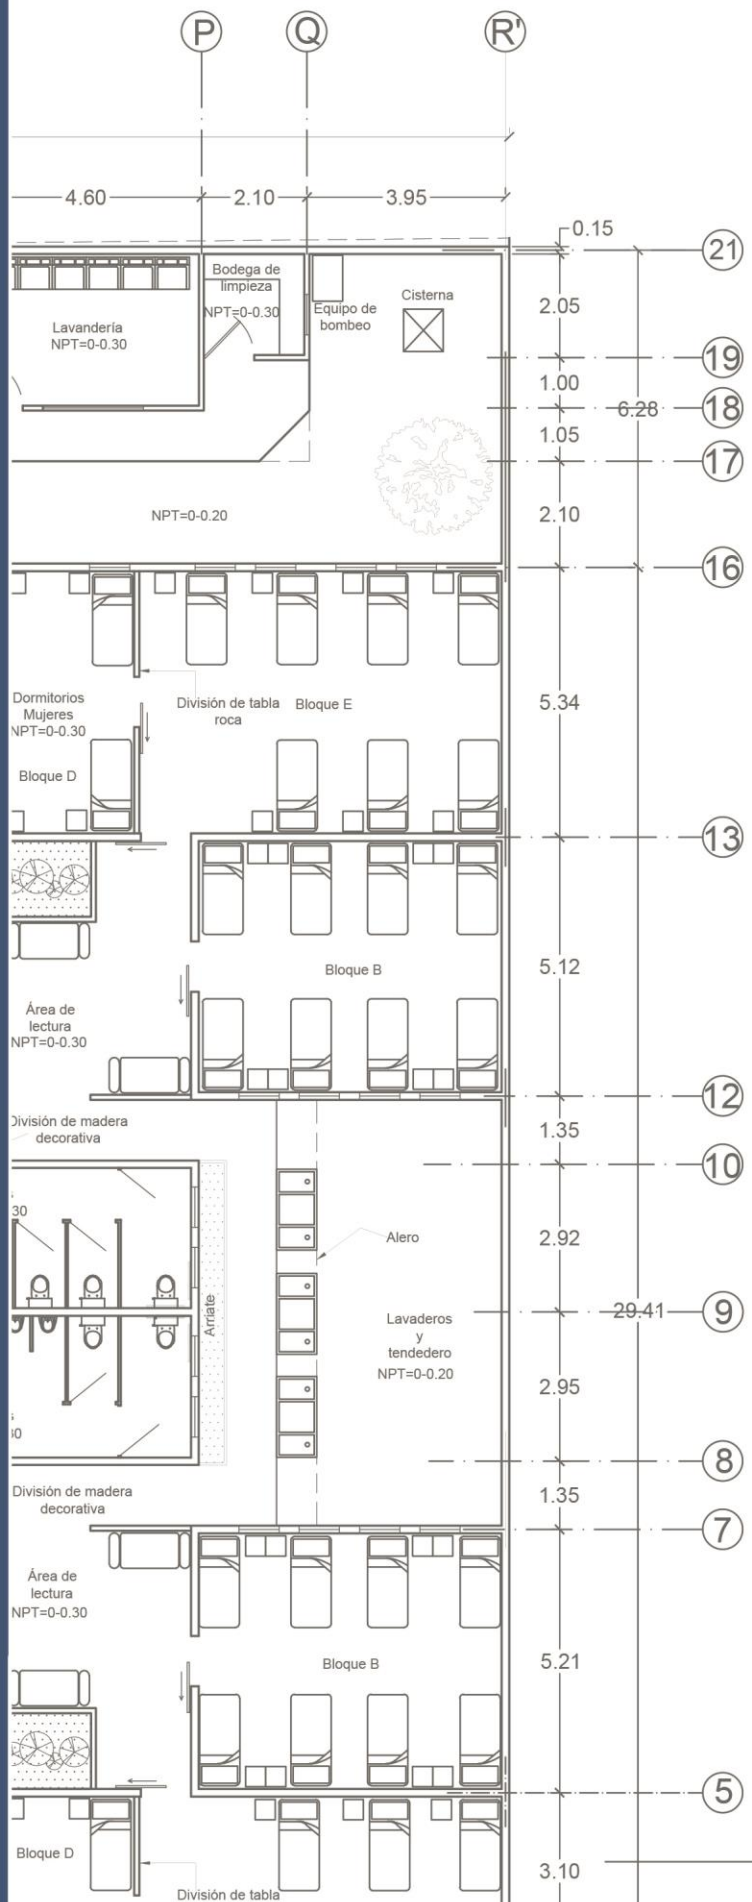 P
Q
R'
4.60
2.10
3.95
0.15
21
Bodega de
limpieza
NPT=0-0.30
Equipo de
bombeo
Cisterna
2.05
Lavandería
NPT=0-0.30
19
1.00
6.28
18
1.05
17
NPT=0-0.20
2.10
16
Dormitorios
Mujeres
NPT=0-0.30
División de tabla
roca
Bloque E
5.34
Bloque D
13
Bloque B
5.12
Área de
lectura
NPT=0-0.30
12
División de madera
decorativa
1.35
10
30
Alero
2.92
Arriate
Lavaderos
y
tendedero
NPT=0-0.20
29.41
9
2.95
30
8
División de madera
decorativa
1.35
7
Área de
lectura
NPT=0-0.30
Bloque B
5.21
5
Bloque D
3.10
División de tabla